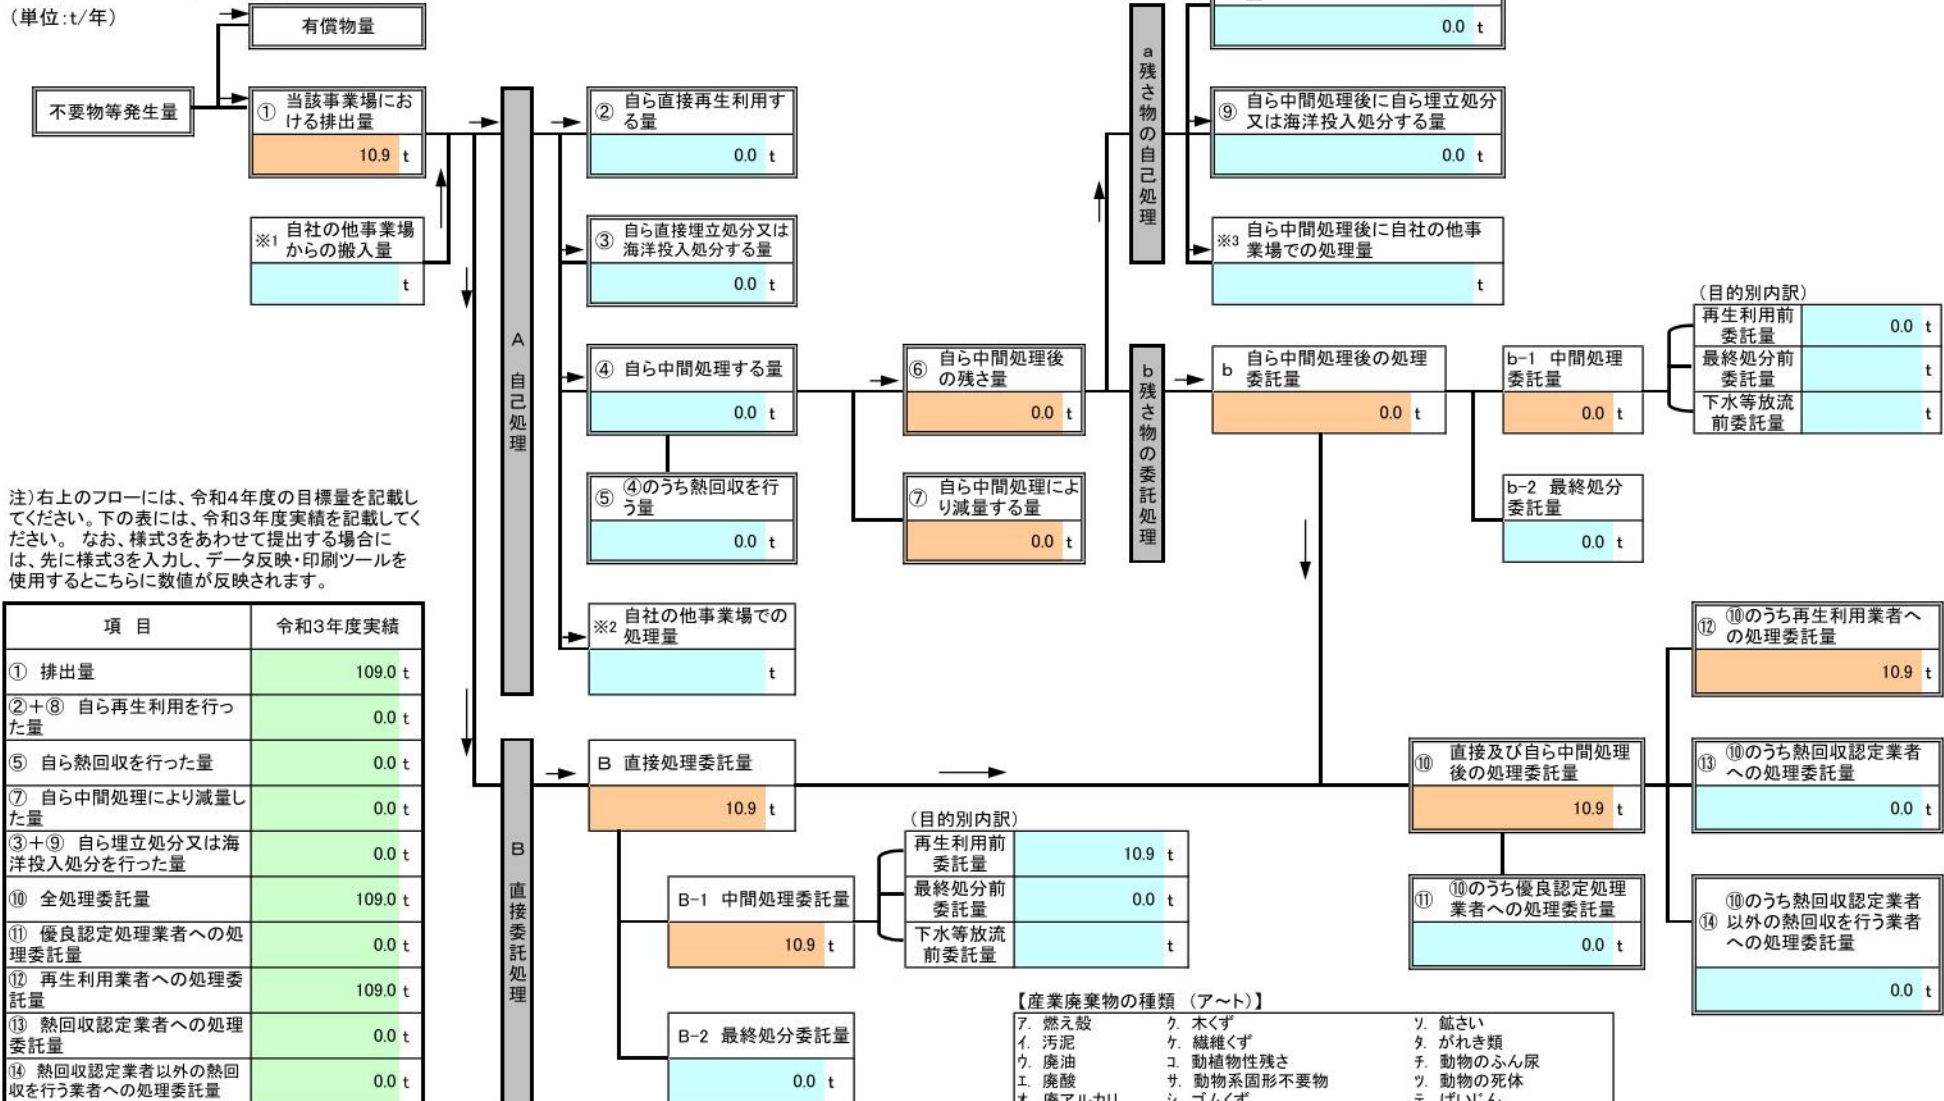 (単位:t/年)
有償物量
不要物等発生量
① 当該事業場にお
ける排出量
10.9 t
※1 自社の他事業場
からの搬入量
t
A 自己処理
② 自ら直接再生利用す
る量
0.0 t
③ 自ら直接埋立処分又は
海洋投入処分する量
0.0 t
④ 自ら中間処理する量
0.0 t
⑤ ④のうち熱回収を行
う量
0.0 t
※2 自社の他事業場での
処理量
t
⑥ 自ら中間処理後
の残さ量
0.0 t
⑦ 自ら中間処理によ
り減量する量
0.0 t
a 残さ物の自己処理
0.0 t
⑨ 自ら中間処理後に自ら埋立処分
又は海洋投入処分する量
0.0 t
※3 自ら中間処理後に自社の他事
業場での処理量
t
b 残さ物の委託処理
b 自ら中間処理後の処理
委託量
0.0 t
b-1 中間処理
委託量
0.0 t
(目的別内訳)
再生利用前
委託量
0.0 t
最終処分前
委託量
t
下水等放流
前委託量
t
b-2 最終処分
委託量
0.0 t
注)右上のフローには、令和4年度の目標量を記載し
てください。下の表には、令和3年度実績を記載してく
ださい。 なお、様式3をあわせて提出する場合に
は、先に様式3を入力し、データ反映・印刷ツールを
使用するとこちらに数値が反映されます。
項 目 令和3年度実績
① 排出量 109.0 t
②+⑧ 自ら再生利用を行っ
た量
0.0 t
⑤ 自ら熱回収を行った量 0.0 t
⑦ 自ら中間処理により減量し
た量
0.0 t
③+⑨ 自ら埋立処分又は海
洋投入処分を行った量
0.0 t
⑩ 全処理委託量 109.0 t
⑪ 優良認定処理業者への処
理委託量
0.0 t
⑫ 再生利用業者への処理委
託量
109.0 t
⑬ 熱回収認定業者への処理
委託量
0.0 t
⑭ 熱回収認定業者以外の熱回
収を行う業者への処理委託量
0.0 t
B 直接委託処理
B 直接処理委託量
10.9 t
B-1 中間処理委託量
10.9 t
(目的別内訳)
再生利用前
委託量
10.9 t
最終処分前
委託量
0.0 t
下水等放流
前委託量
t
B-2 最終処分委託量
0.0 t
⑩ 直接及び自ら中間処理
後の処理委託量
10.9 t
⑪ ⑩のうち優良認定処理
業者への処理委託量
0.0 t
⑫ ⑩のうち再生利用業者へ
の処理委託量
10.9 t
⑬ ⑩のうち熱回収認定業者
への処理委託量
0.0 t
⑭ ⑩のうち熱回収認定業者
以外の熱回収を行う業者
への処理委託量
0.0 t
【産業廃棄物の種類 (ア~ト)】
ア. 燃え殻 ク. 木くず ソ. 鉱さい
イ. 汚泥 ケ. 繊維くず タ. がれき類
ウ. 廃油 コ. 動植物性残さ チ. 動物のふん尿
エ. 廃酸 サ. 動物系固形不要物 ツ. 動物の死体
オ. 廃アルカリ シ. ゴムくず テ. ばいじん